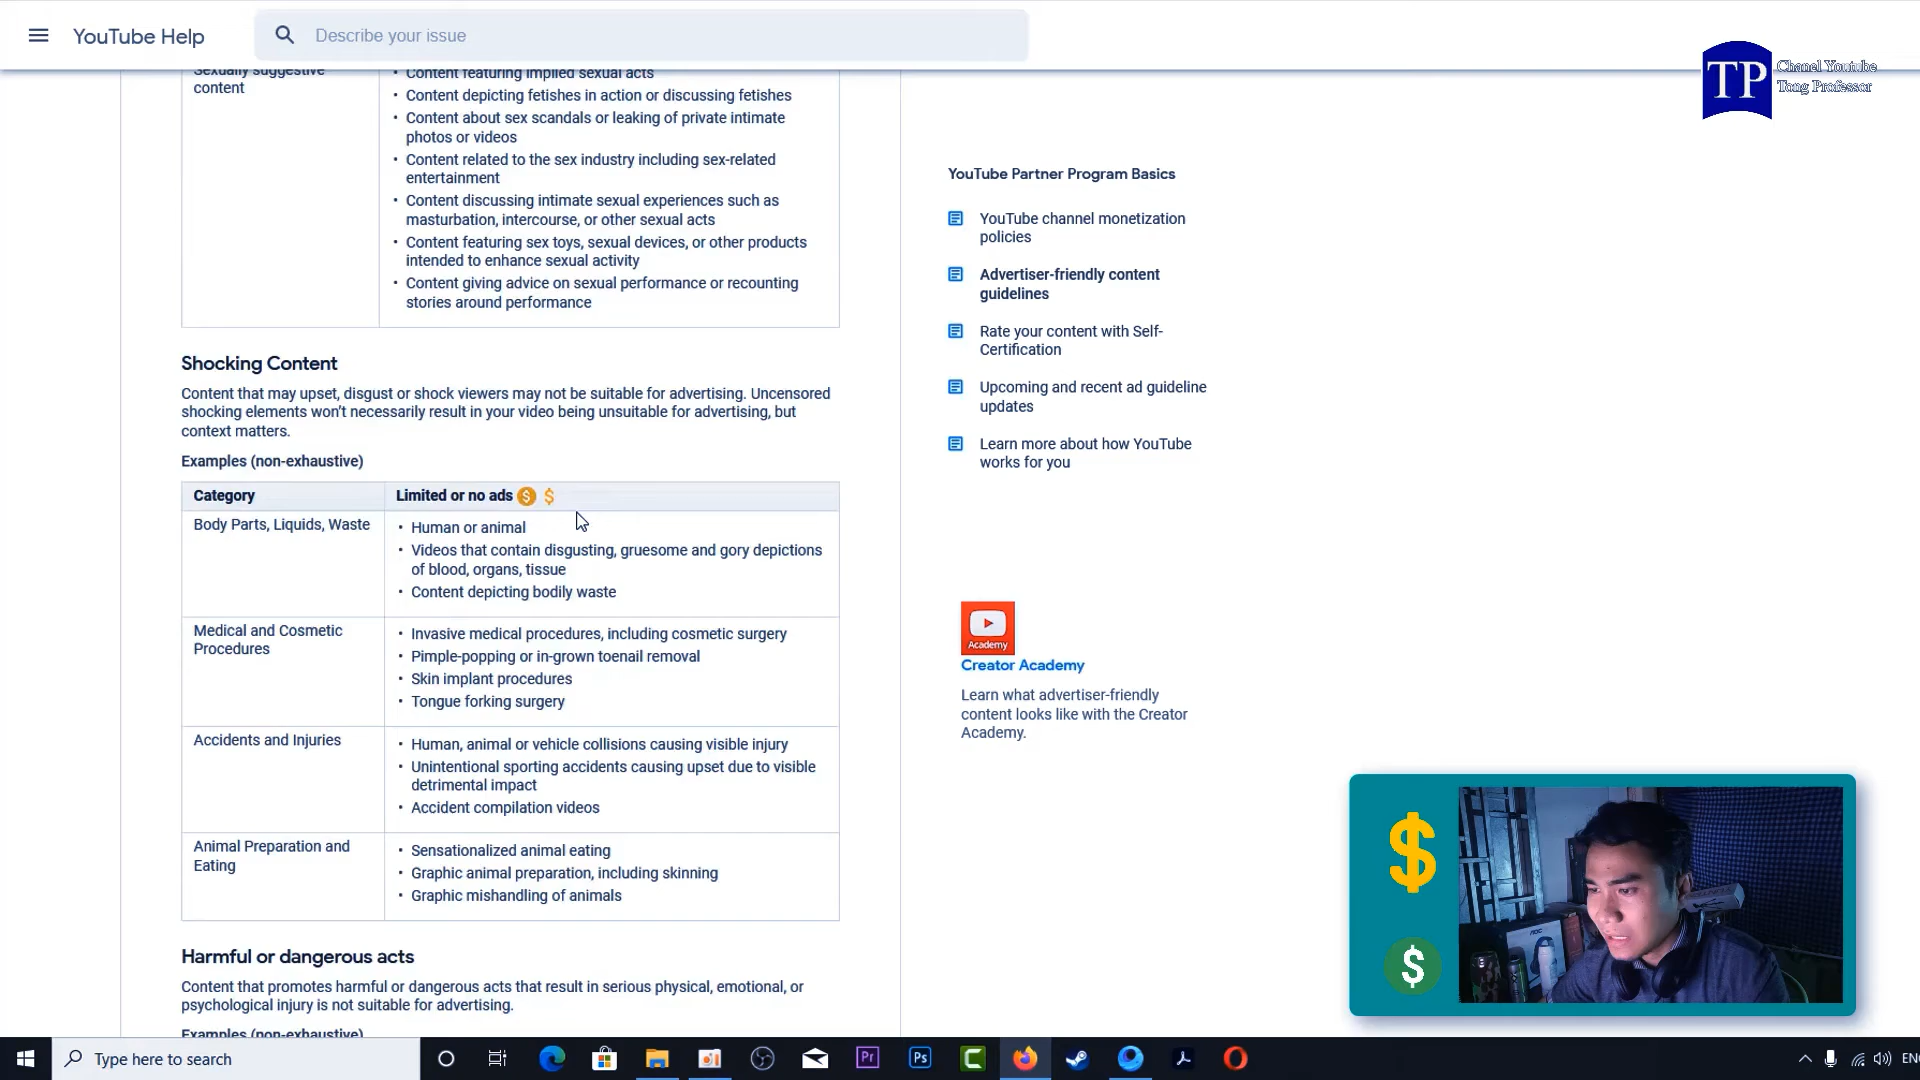 YouTube Help
Describe your issue
TP
Chanel Youtube
Tong Professor
Sexually suggestive
content
• Content featuring implied sexual acts
• Content depicting fetishes in action or discussing fetishes
• Content about sex scandals or leaking of private intimate
photos or videos
• Content related to the sex industry including sex-related
entertainment
• Content discussing intimate sexual experiences such as
masturbation, intercourse, or other sexual acts
• Content featuring sex toys, sexual devices, or other products
intended to enhance sexual activity
• Content giving advice on sexual performance or recounting
stories around performance
Shocking Content
Content that may upset, disgust or shock viewers may not be suitable for advertising. Uncensored
shocking elements won't necessarily result in your video being unsuitable for advertising, but
context matters.
Examples (non-exhaustive)
Category
Limited or no ads $ $
Body Parts, Liquids, Waste
• Human or animal
• Videos that contain disgusting, gruesome and gory depictions
of blood, organs, tissue
• Content depicting bodily waste
Medical and Cosmetic
Procedures
• Invasive medical procedures, including cosmetic surgery
• Pimple-popping or in-grown toenail removal
• Skin implant procedures
• Tongue forking surgery
Accidents and Injuries
• Human, animal or vehicle collisions causing visible injury
• Unintentional sporting accidents causing upset due to visible
detrimental impact
• Accident compilation videos
Animal Preparation and
Eating
• Sensationalized animal eating
• Graphic animal preparation, including skinning
• Graphic mishandling of animals
Harmful or dangerous acts
Content that promotes harmful or dangerous acts that result in serious physical, emotional, or
psychological injury is not suitable for advertising.
Examples (non-exhaustive)
YouTube Partner Program Basics
YouTube channel monetization
policies
Advertiser-friendly content
guidelines
Rate your content with Self-
Certification
Upcoming and recent ad guideline
updates
Learn more about how YouTube
works for you
Academy
Creator Academy
Learn what advertiser-friendly
content looks like with the Creator
Academy.
$
$
AOC
Type here to search
Pr
Ps
C
ENG